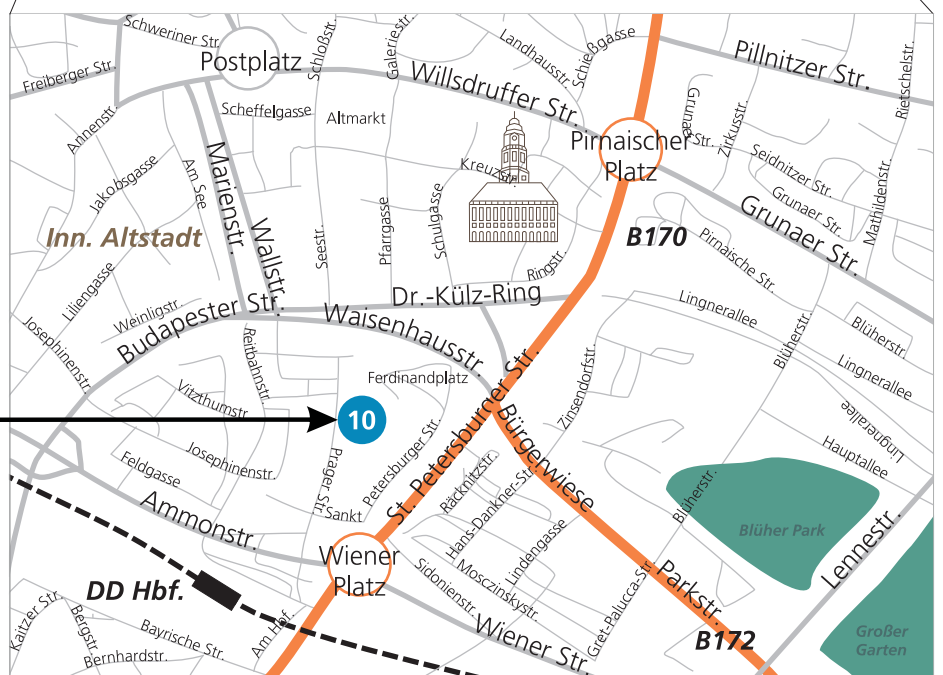 Schweriner Str.
Schloßstr.
Galeriestr.
Landhausstr.
Schießgasse
Pillnitzer Str.
Rietschelstr.
Freiberger Str.
Postplatz
Willsdruffer Str.
Annenstr.
Scheffelgasse
Altmarkt
Grunaer Str.
Zirkusstr.
Pirnaischer
Platz
Kreuzstr.
Seidnitzer Str.
Jakobsgasse
Am See
Marienstr.
Wallstr.
Seestr.
Pfarrgasse
Schulgasse
Grunaer Str.
Grunaer Str.
Mathildenstr.
Inn. Altstadt
B170
Pirnaische Str.
Ringstr.
Liliengasse
Dr.-Külz-Ring
Lingnerallee
Weinligstr.
Budapester Str.
Waisenhausstr.
Josephinenstr.
Reitbahnstr.
Blüherstr.
Blüherstr.
Lingnerallee
Ferdinandplatz
Vitzthumstr.
Zinsendorfstr.
10
St. Petersburger Str.
Bürgerwiese
Lingnerallee
Hauptallee
Josephinenstr.
Feldgasse
Prager Str.
Petersburger Str.
Sankt
Räcknitzstr.
Hans-Dankner-Str.
Blüherstr.
Blüher Park
Ammonstr.
Lindengasse
Lennestr.
Wiener
Platz
DD Hbf.
Sidonienstr.
Mosczinskystr.
Gret-Palucca-Str.
Parkstr.
Kaitzer Str.
Bergstr.
Bayrische Str.
Am Hbf.
Wiener Str.
B172
Großer
Garten
Bernhardstr.